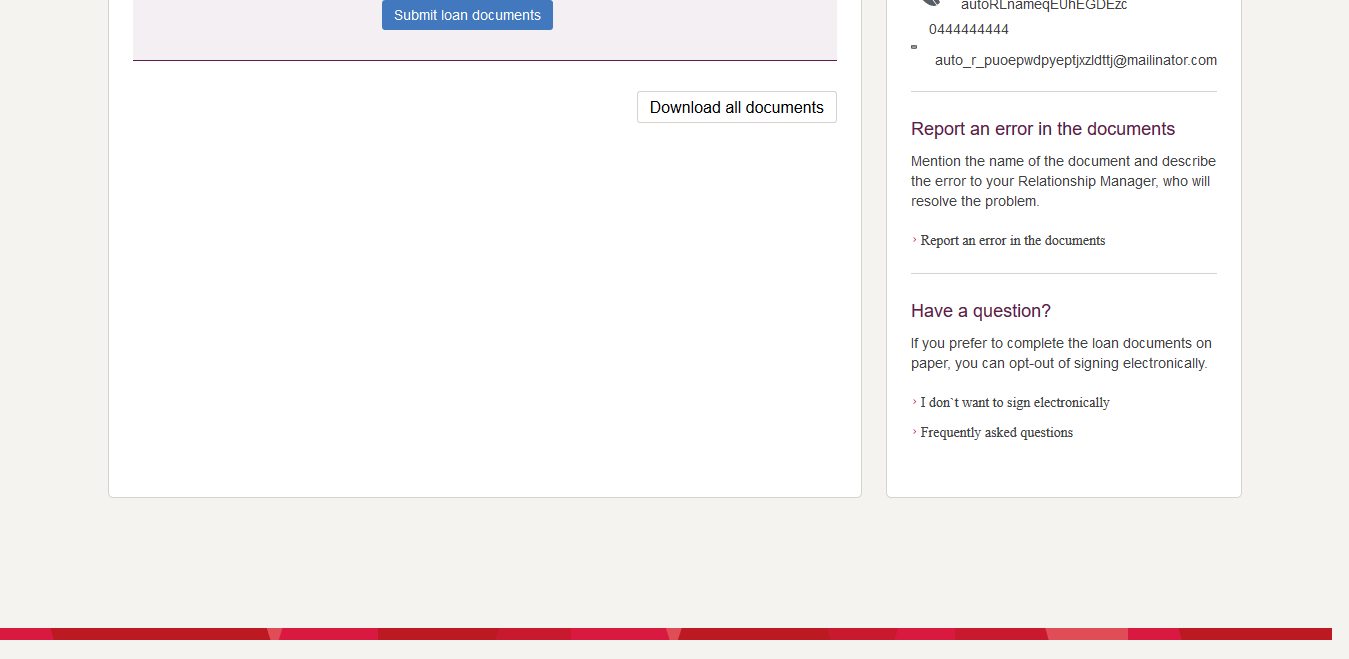 Submit loan documents
Download all documents
autoRLnameqEUhEGDEzc
0444444444
auto_r_puoepwdpyeptjxzldttj@mailinator.com
Report an error in the documents
Mention the name of the document and describe
the error to your Relationship Manager, who will
resolve the problem.
› Report an error in the documents
Have a question?
If you prefer to complete the loan documents on
paper, you can opt-out of signing electronically.
› I don`t want to sign electronically
› Frequently asked questions